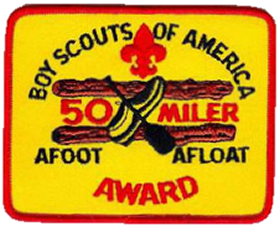 BOY SCOUTS OF AMERICA
50 MILER
AFOOT AFLOAT
AWARD